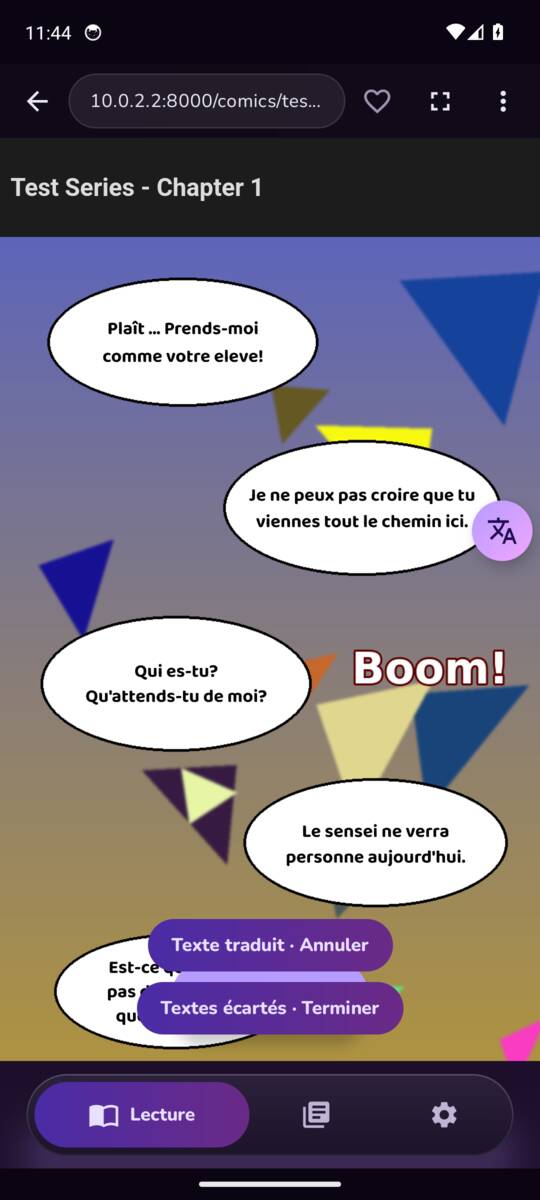 11:44
10.0.2.2:8000/comics/tes...
Test Series - Chapter 1
Plaît ... Prends-moi
comme votre eleve!
Je ne peux pas croire que tu
viennes tout le chemin ici.
Qui es-tu?
Qu'attends-tu de moi?
Boom!
Le sensei ne verra
personne aujourd'hui.
Est-ce
pas
Texte traduit · Annuler
Textes écartés · Terminer
Lecture